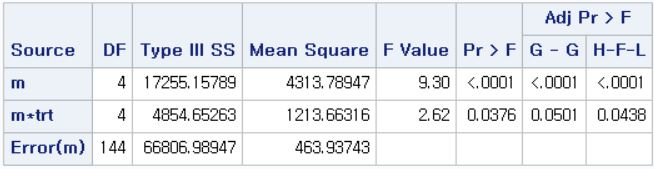 Adj Pr > F
Source DF Type III SS Mean Square F Value Pr > F G - G H-F-L
m 4 17255.15789 4313.78947 9.30 <.0001 <.0001 <.0001
m*trt 4 4854.65263 1213.66316 2.62 0.0376 0.0501 0.0438
Error(m) 144 66806.98947 463.93743